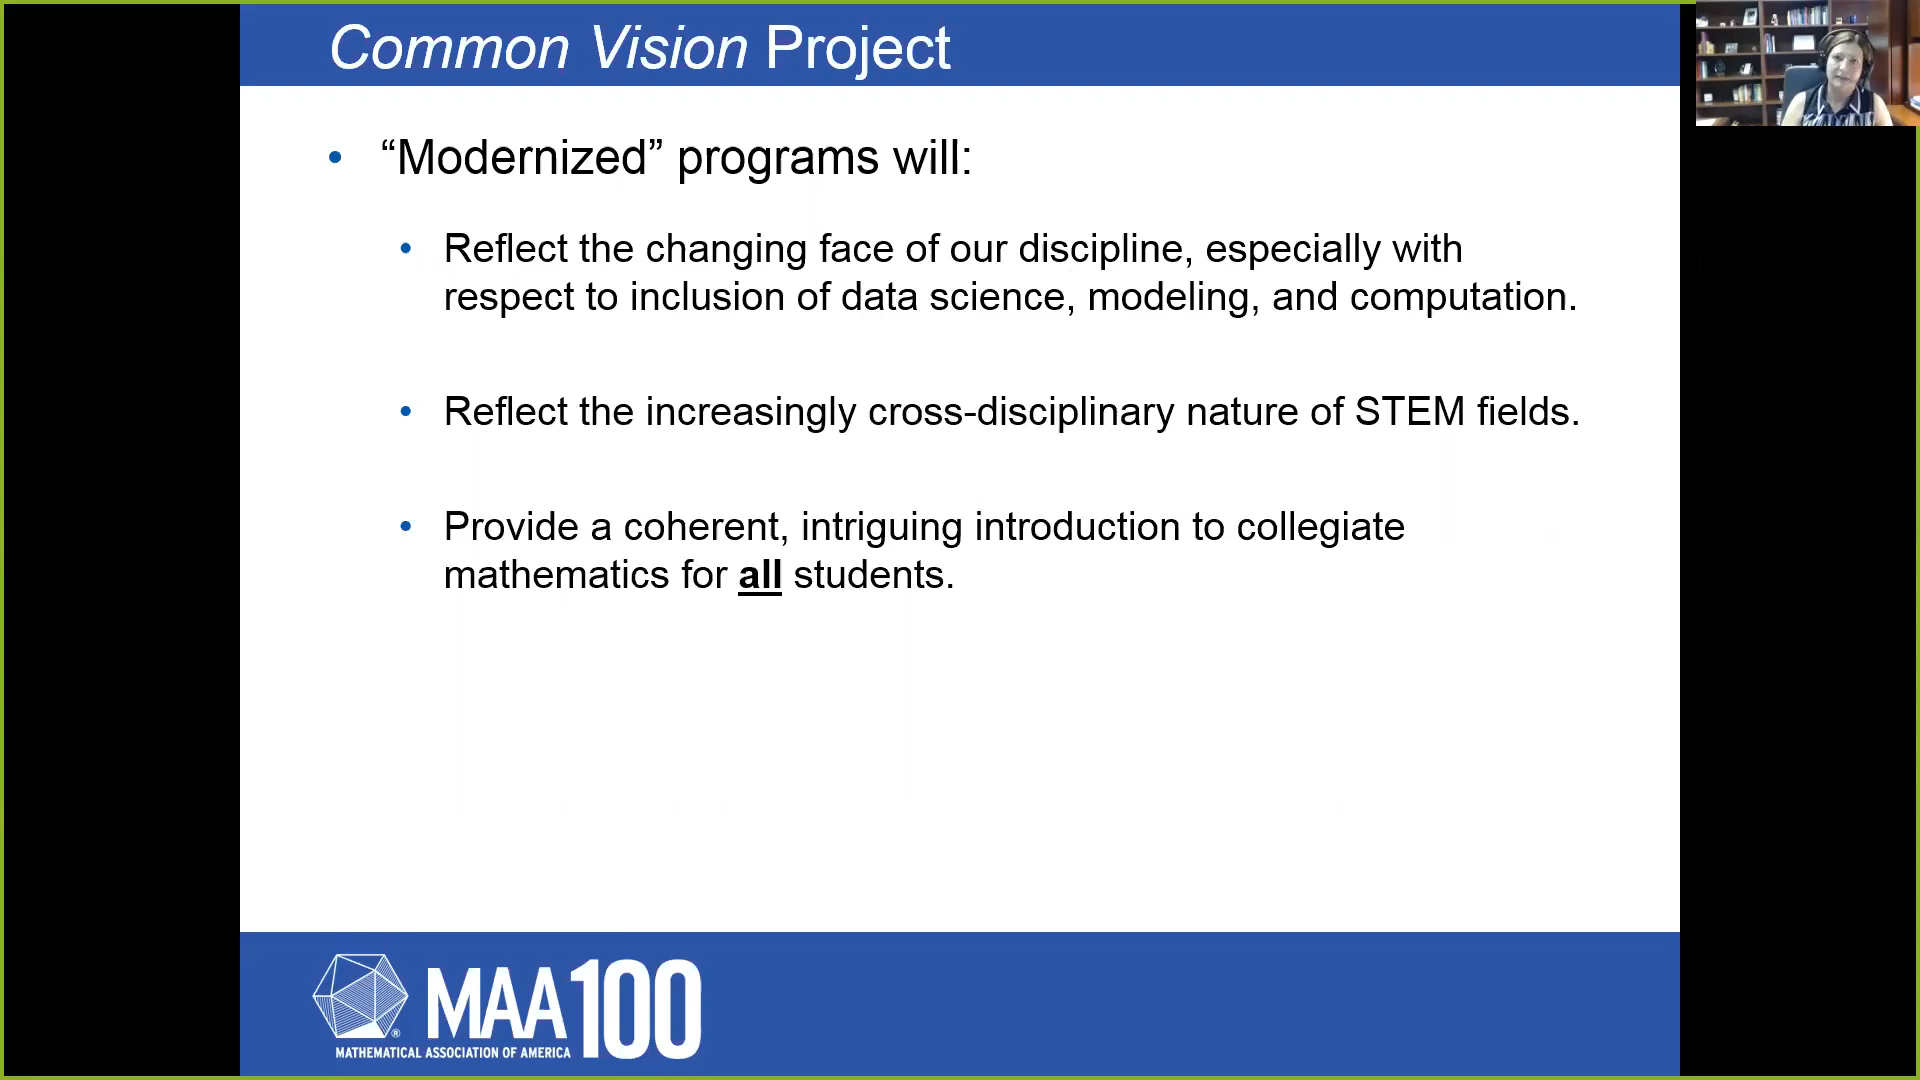 Common Vision Project
• “Modernized” programs will:
• Reflect the changing face of our discipline, especially with
respect to inclusion of data science, modeling, and computation.
• Reflect the increasingly cross-disciplinary nature of STEM fields.
• Provide a coherent, intriguing introduction to collegiate
mathematics for all students.
MAA100
®
MATHEMATICAL ASSOCIATION OF AMERICA